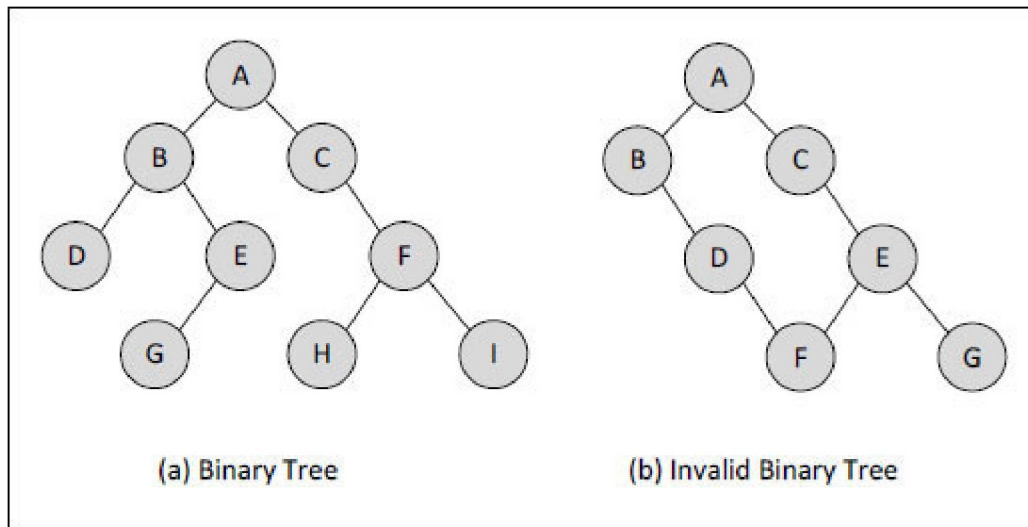 A
B C
D E F
G H I
(a) Binary Tree
A
B C
D E
F G
(b) Invalid Binary Tree